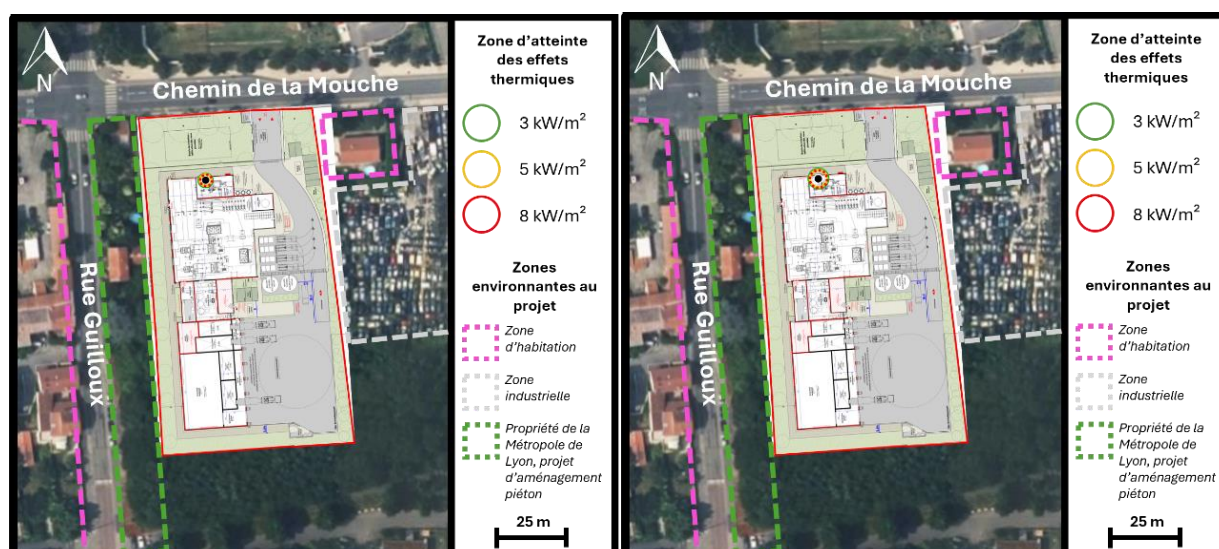 N
Chemin de la Mouche
Rue Guilloux
Zone d'atteinte
des effets
thermiques
3 kW/m²
5 kW/m²
8 kW/m²
Zones
environnantes au
projet
Zone
d'habitation
Zone
industrielle
Propriété de la
Métropole de
Lyon, projet
d'aménagement
piéton
25 m
N
Chemin de la Mouche
Rue Guilloux
Zone d'atteinte
des effets
thermiques
3 kW/m²
5 kW/m²
8 kW/m²
Zones
environnantes au
projet
Zone
d'habitation
Zone
industrielle
Propriété de la
Métropole de
Lyon, projet
d'aménagement
piéton
25 m